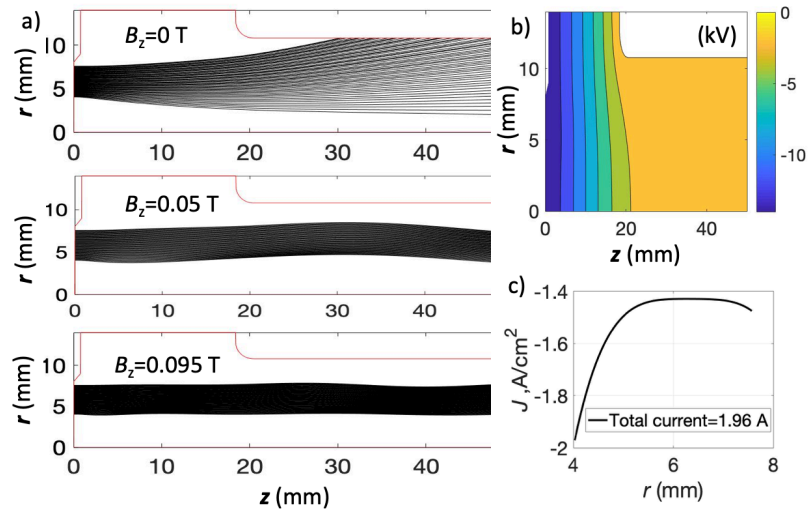 a)
B_z=0 T
r (mm)
10
5
0
0
10
20
30
40
B_z=0.05 T
r (mm)
10
5
0
0
10
20
30
40
B_z=0.095 T
r (mm)
10
5
0
0
10
20
30
40
z (mm)
b)
(kV)
r (mm)
10
5
0
0
20
40
z (mm)
0
-5
-10
c)
J ,A/cm²
-1.4
-1.6
-1.8
-2
Total current=1.96 A
4
6
8
r (mm)